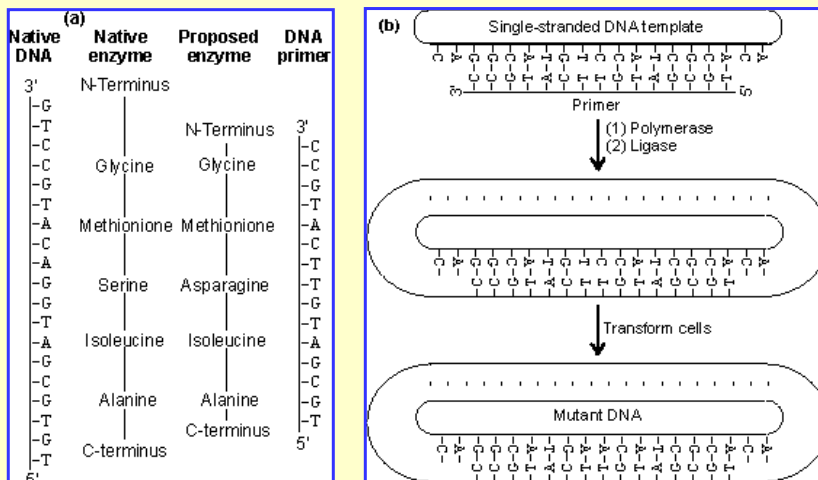 (a)
Native DNA
Native enzyme
Proposed enzyme
DNA primer
3'
N-Terminus
-G
-T
N-Terminus
3'
-C
-C
-C
Glycine
Glycine
-C
-G
-G
-T
-T
-A
Methionione
Methionione
-A
-C
-C
-A
-T
-G
Serine
Asparagine
-T
-G
-G
-T
-T
-A
Isoleucine
Isoleucine
-A
-G
-G
-C
-C
-G
Alanine
Alanine
-G
-T
C-terminus
-T
-G
C-terminus
5'
-T
5'
(b)
Single-stranded DNA template
C A G-C G-C C-G A-T T-A G-C T-T C-T C-G A-T T-A C-G G-C C-G A-T C A
3'
5'
Primer
(1) Polymerase
(2) Ligase
Transform cells
Mutant DNA